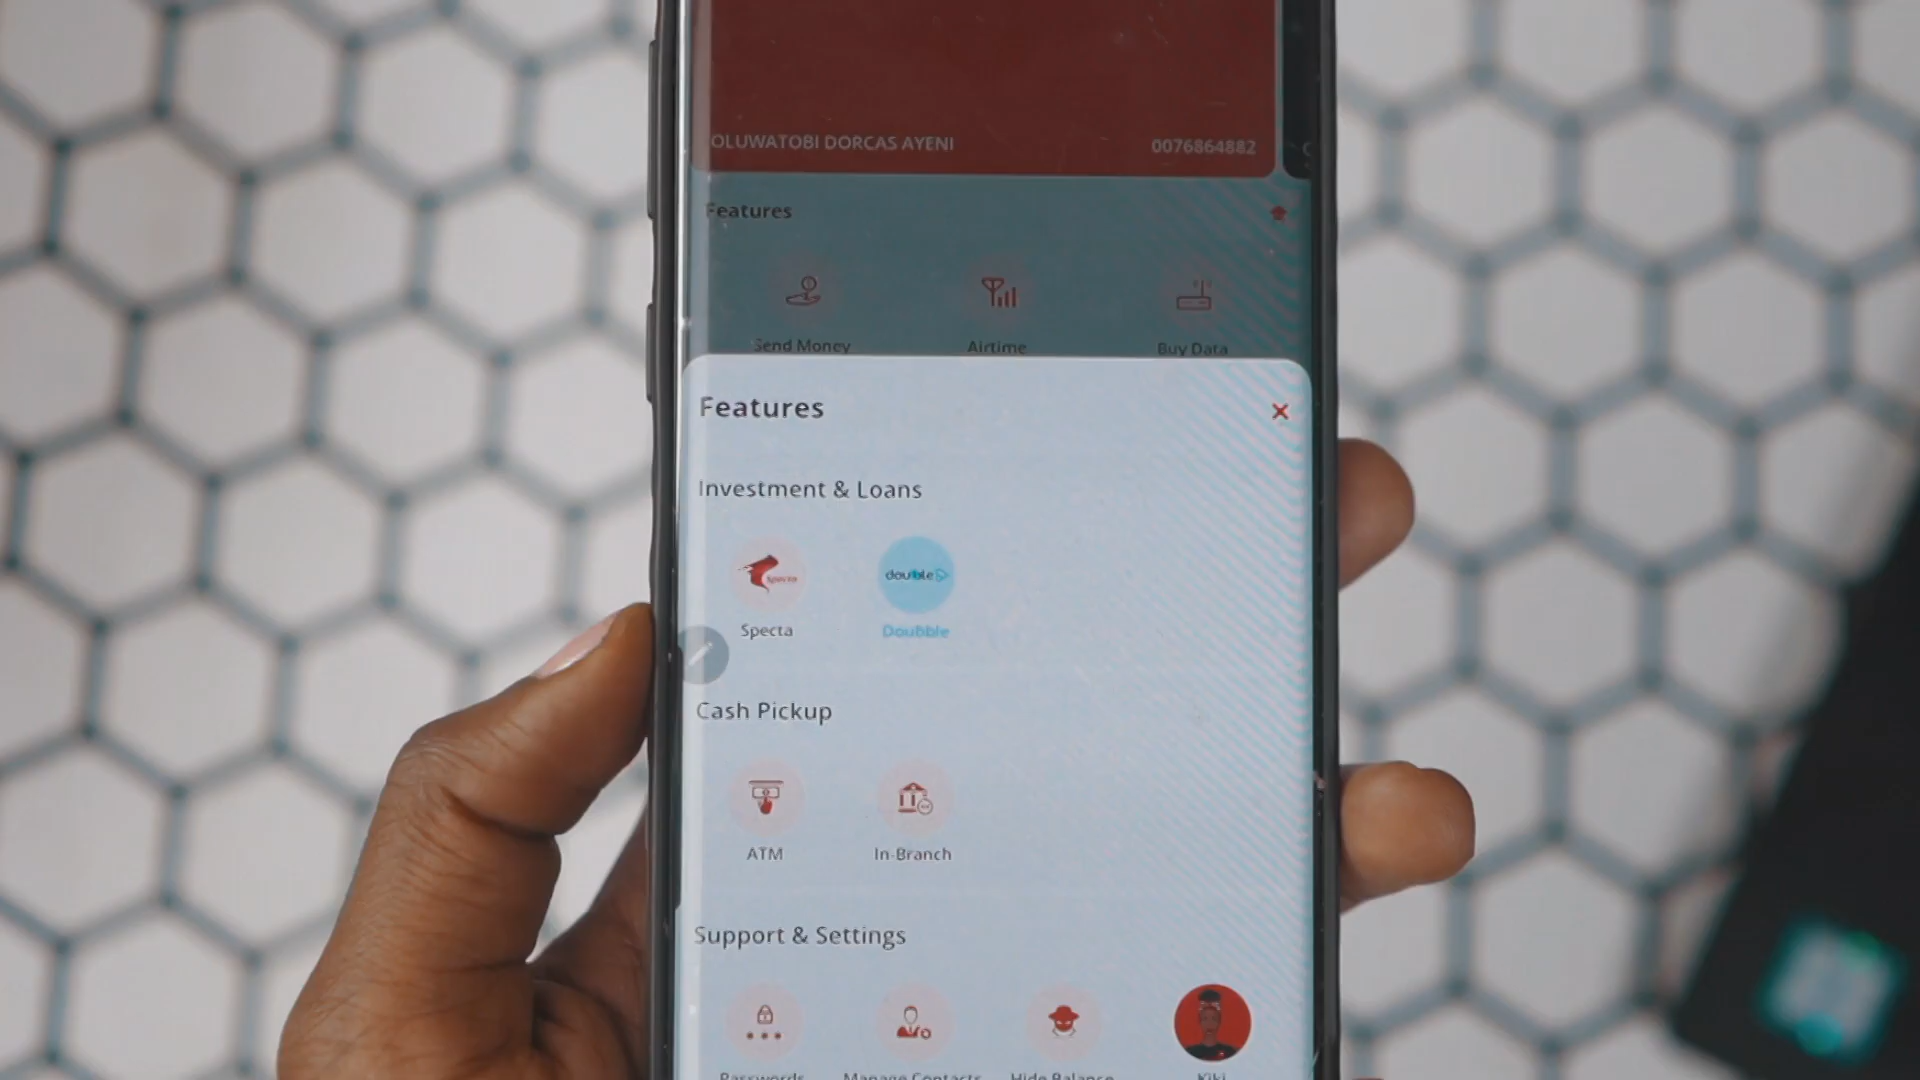 OLUWATOBI DORCAS AYENI 0076864882
Features
Send Money Airtime Buy Data
Features
Investment & Loans
specta doubble
Specta Doubble
Cash Pickup
ATM In-Branch
Support & Settings
Passwords Manage Contacts Hide Balance Kiki